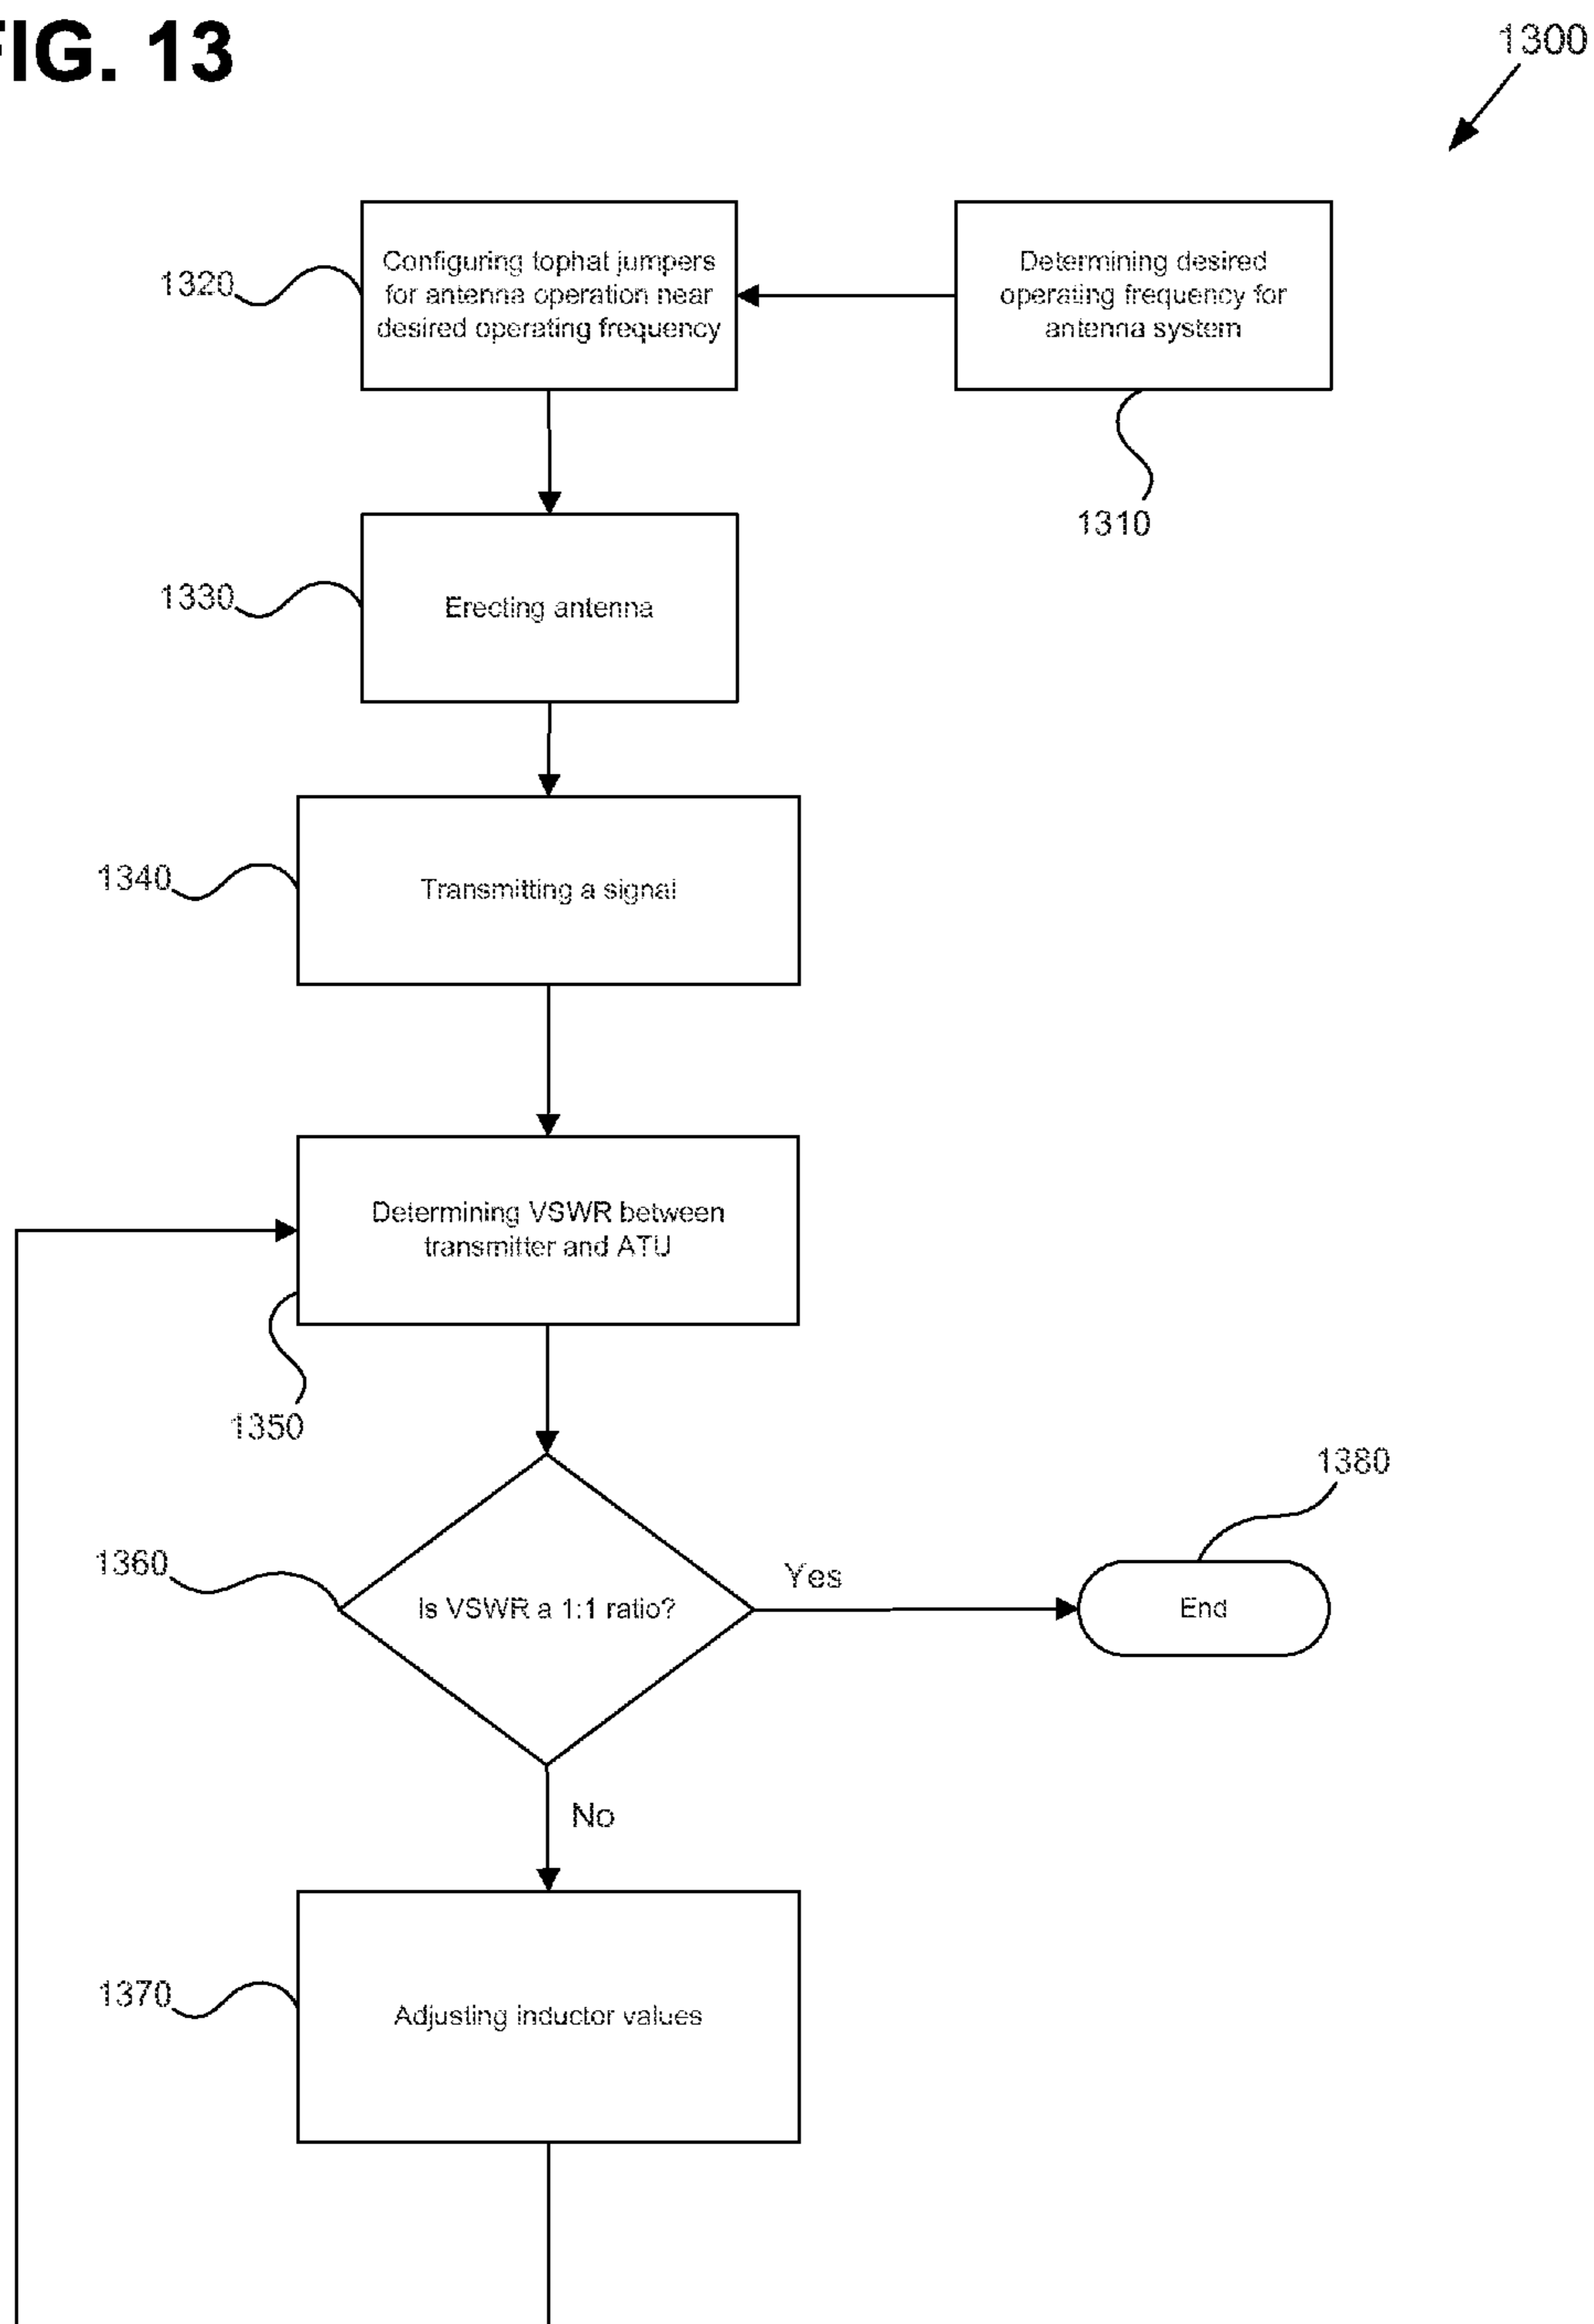 FIG. 13
1300
Configuring tophat jumpers
for antenna operation near
desired operating frequency
1320
Determining desired
operating frequency for
antenna system
1310
1330
Erecting antenna
1340
Transmitting a signal
Determining VSWR between
transmitter and ATU
1350
1360
Is VSWR a 1:1 ratio?
Yes
1380
End
No
1370
Adjusting inductor values